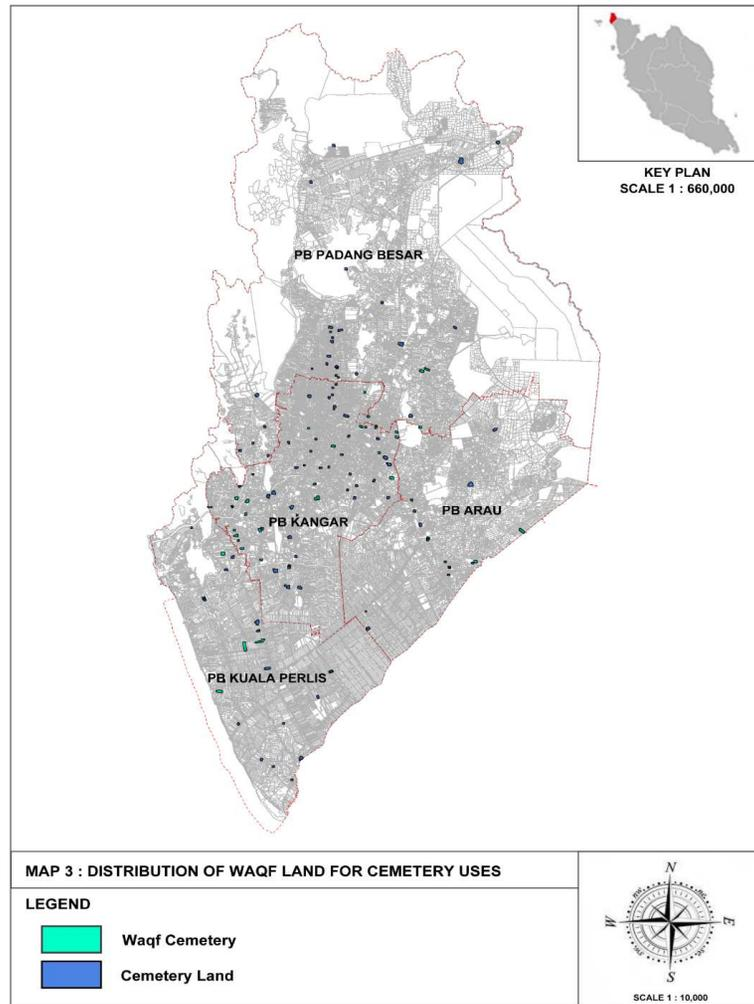 KEY PLAN
SCALE 1 : 660,000
PB PADANG BESAR
PB KANGAR
PB ARAU
PB KUALA PERLIS
MAP 3 : DISTRIBUTION OF WAQF LAND FOR CEMETERY USES
LEGEND
Waqf Cemetery
Cemetery Land
N
W
E
S
SCALE 1 : 10,000